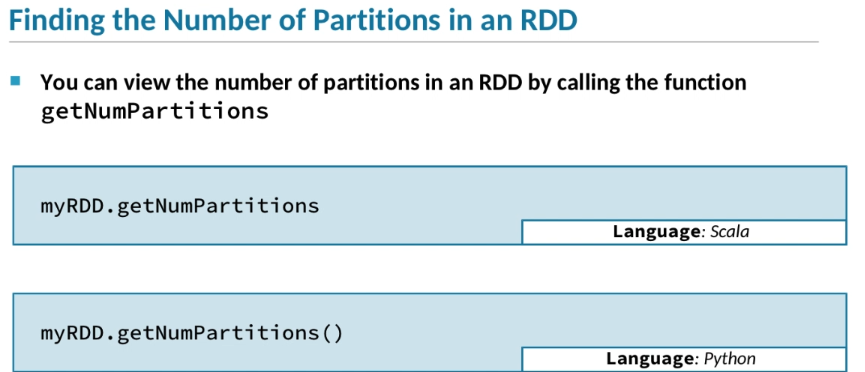 Finding the Number of Partitions in an RDD
You can view the number of partitions in an RDD by calling the function
getNumPartitions
myRDD.getNumPartitions
Language: Scala
myRDD.getNumPartitions()
Language: Python